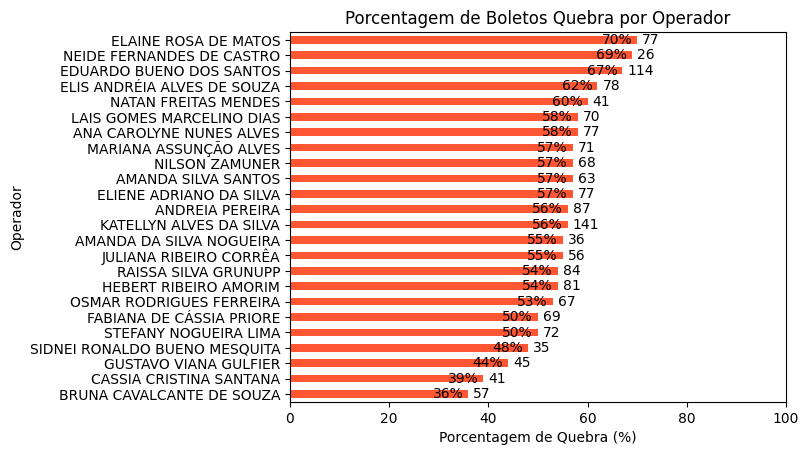 Porcentagem de Boletos Quebra por Operador
Operador
ELAINE ROSA DE MATOS 70% 77
NEIDE FERNANDES DE CASTRO 69% 26
EDUARDO BUENO DOS SANTOS 67% 114
ELIS ANDRÉIA ALVES DE SOUZA 62% 78
NATAN FREITAS MENDES 60% 41
LAIS GOMES MARCELINO DIAS 58% 70
ANA CAROLYNE NUNES ALVES 58% 77
MARIANA ASSUNÇÃO ALVES 57% 71
NILSON ZAMUNER 57% 68
AMANDA SILVA SANTOS 57% 63
ELIENE ADRIANO DA SILVA 57% 77
ANDREIA PEREIRA 56% 87
KATELLYN ALVES DA SILVA 56% 141
AMANDA DA SILVA NOGUEIRA 55% 36
JULIANA RIBEIRO CORRÊA 55% 56
RAISSA SILVA GRUNUPP 54% 84
HEBERT RIBEIRO AMORIM 54% 81
OSMAR RODRIGUES FERREIRA 53% 67
FABIANA DE CÁSSIA PRIORE 50% 69
STEFANY NOGUEIRA LIMA 50% 72
SIDNEI RONALDO BUENO MESQUITA 48% 35
GUSTAVO VIANA GULFIER 44% 45
CASSIA CRISTINA SANTANA 39% 41
BRUNA CAVALCANTE DE SOUZA 36% 57
0 20 40 60 80 100
Porcentagem de Quebra (%)